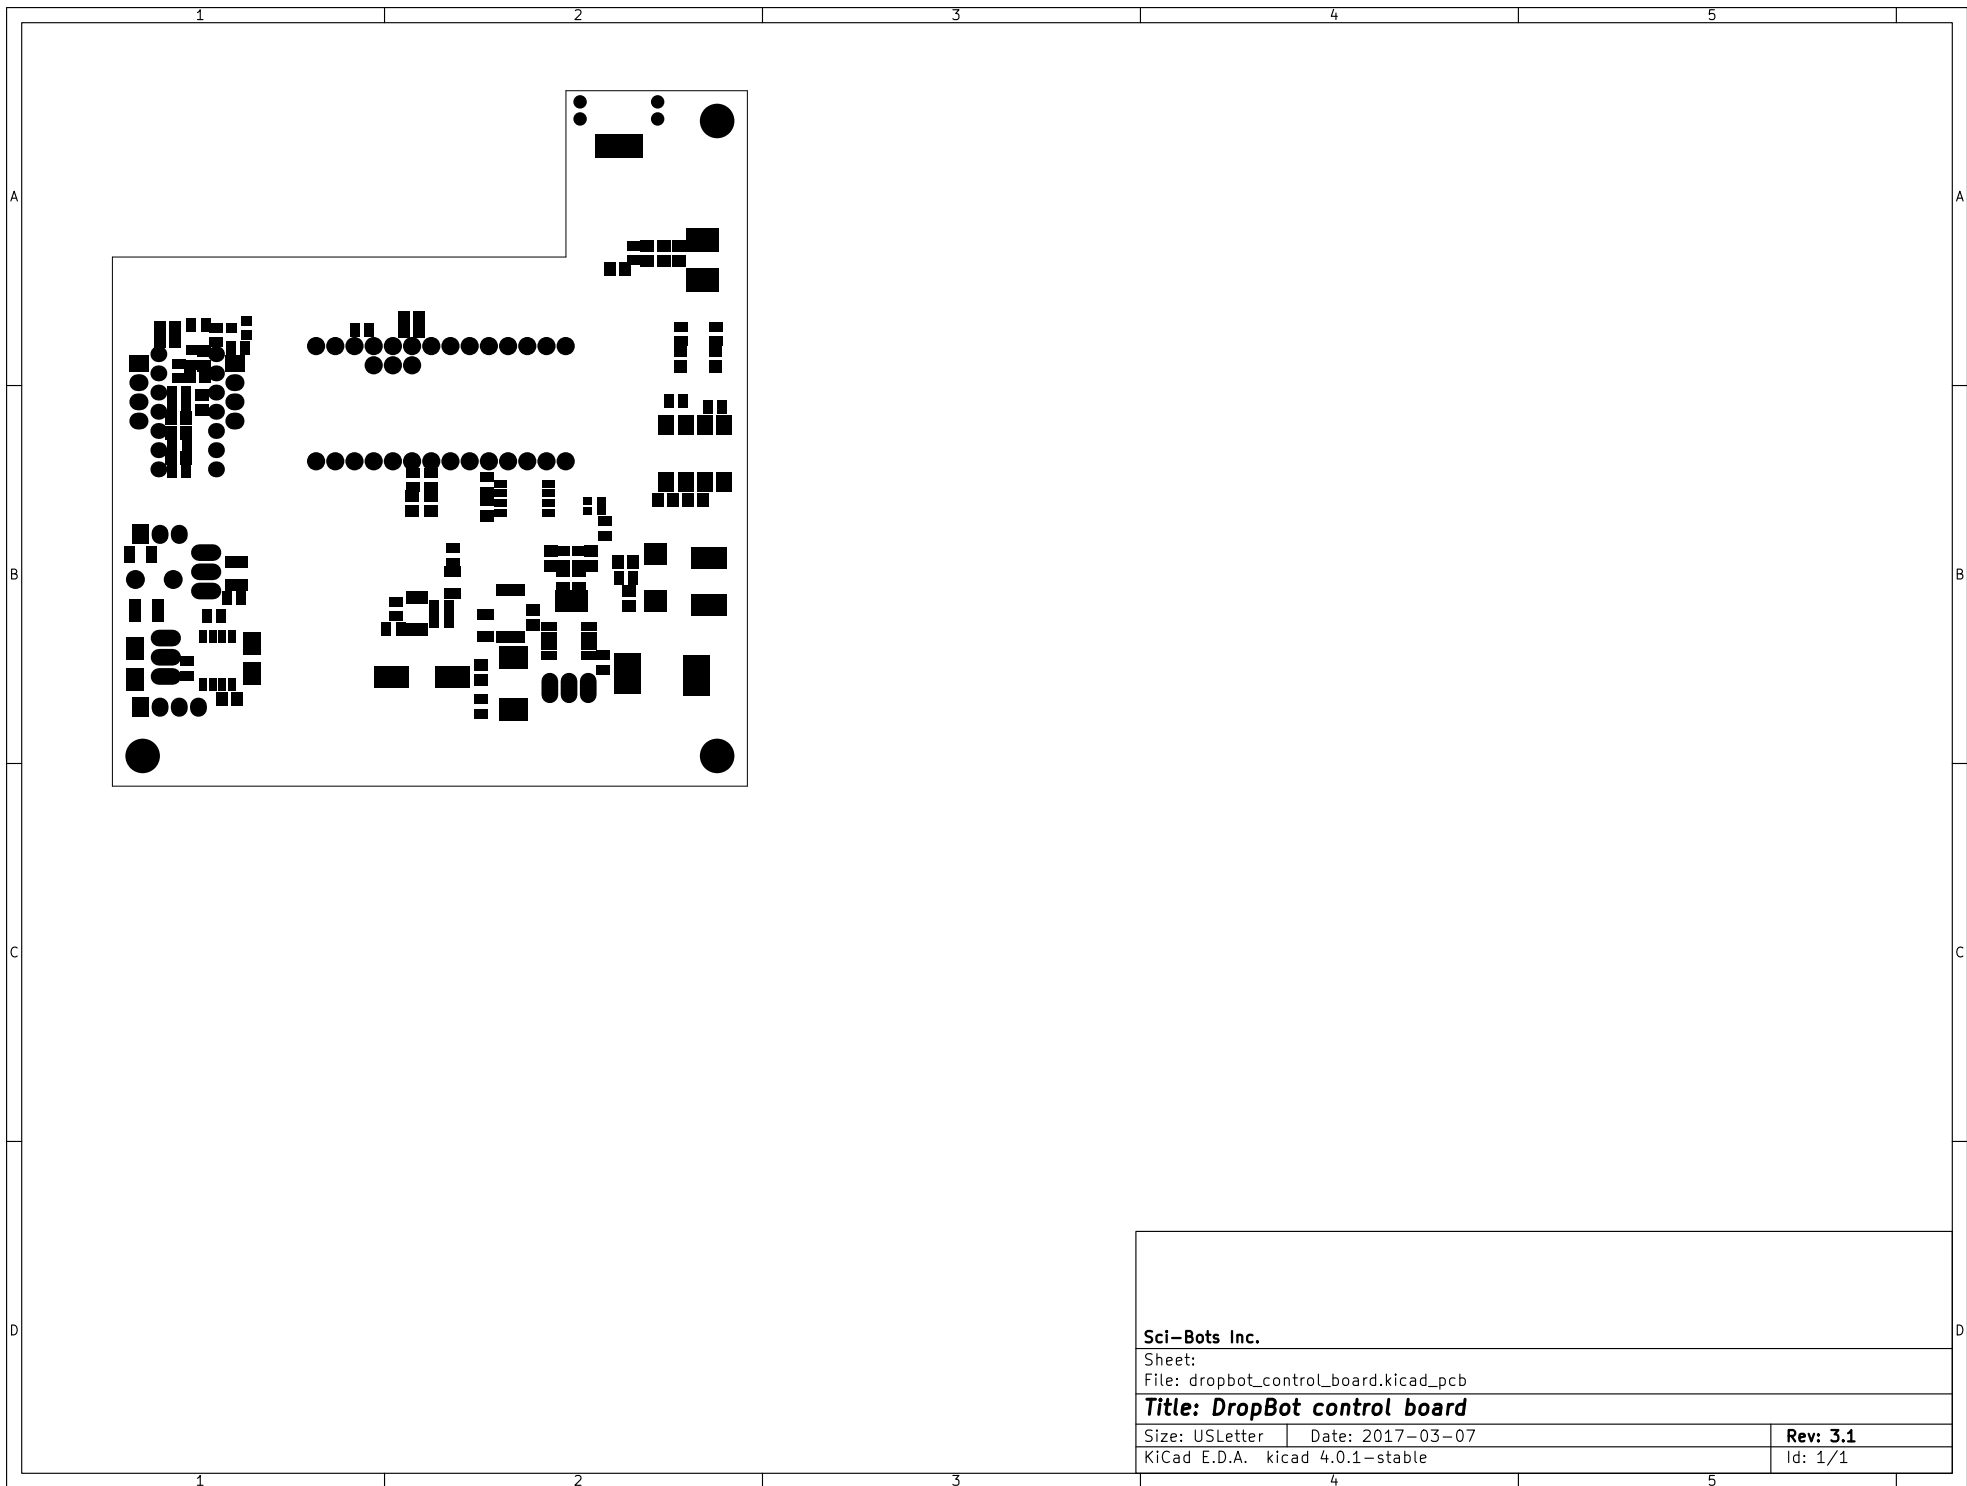 1 2 3 4 5
A A
B B
C C
D D
Sci-Bots Inc.
Sheet:
File: dropbot_control_board.kicad_pcb
Title: DropBot control board
Size: USLetter Date: 2017-03-07 Rev: 3.1
KiCad E.D.A. kicad 4.0.1-stable Id: 1/1
1 2 3 4 5